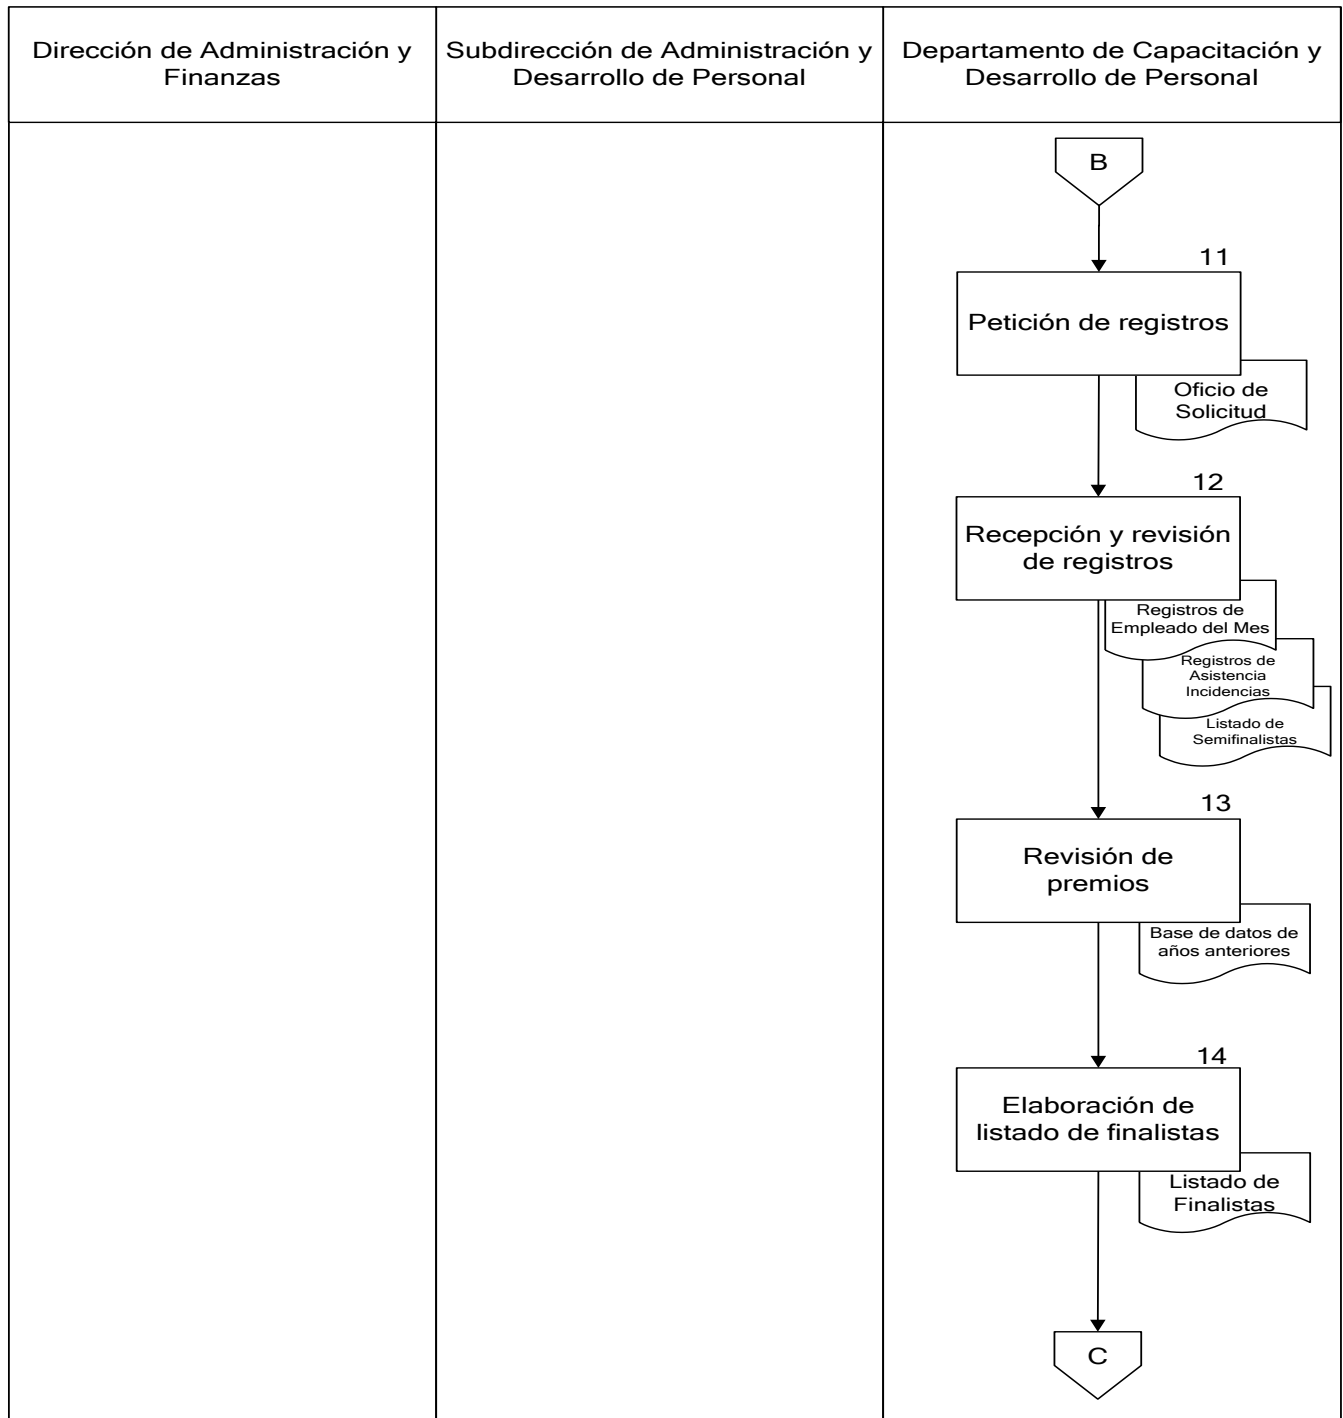 Dirección de Administración y
Finanzas
Subdirección de Administración y
Desarrollo de Personal
Departamento de Capacitación y
Desarrollo de Personal
B
11
Petición de registros
Oficio de
Solicitud
12
Recepción y revisión
de registros
Registros de
Empleado del Mes
Registros de
Asistencia
Incidencias
Listado de
Semifinalistas
13
Revisión de
premios
Base de datos de
años anteriores
14
Elaboración de
listado de finalistas
Listado de
Finalistas
C